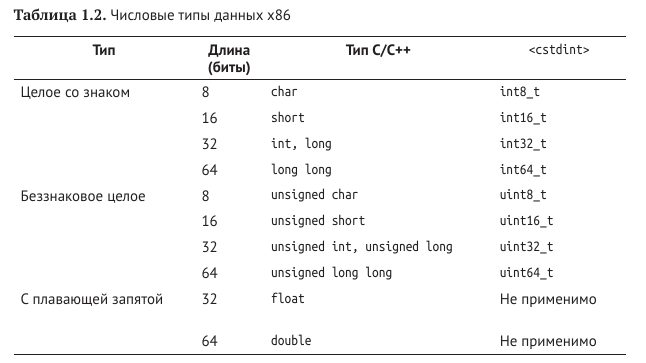 Таблица 1.2. Числовые типы данных x86
Тип Длина (биты) Тип C/C++ <cstdint>
Целое со знаком 8 char int8_t
16 short int16_t
32 int, long int32_t
64 long long int64_t
Беззнаковое целое 8 unsigned char uint8_t
16 unsigned short uint16_t
32 unsigned int, unsigned long uint32_t
64 unsigned long long uint64_t
С плавающей запятой 32 float Не применимо
64 double Не применимо